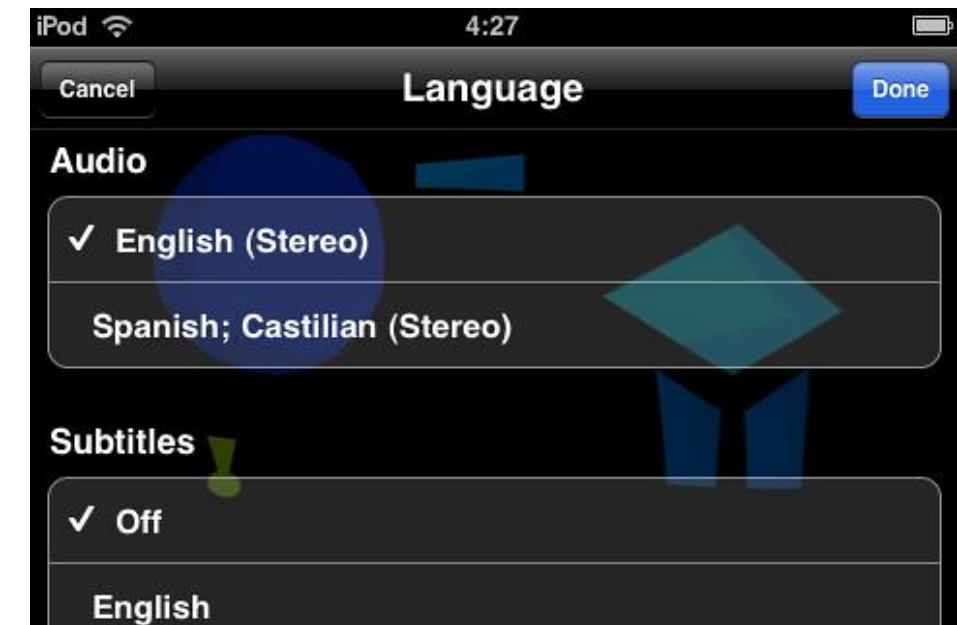 iPod 4:27
Cancel Language Done
Audio
✓ English (Stereo)
Spanish; Castilian (Stereo)
Subtitles
✓ Off
English